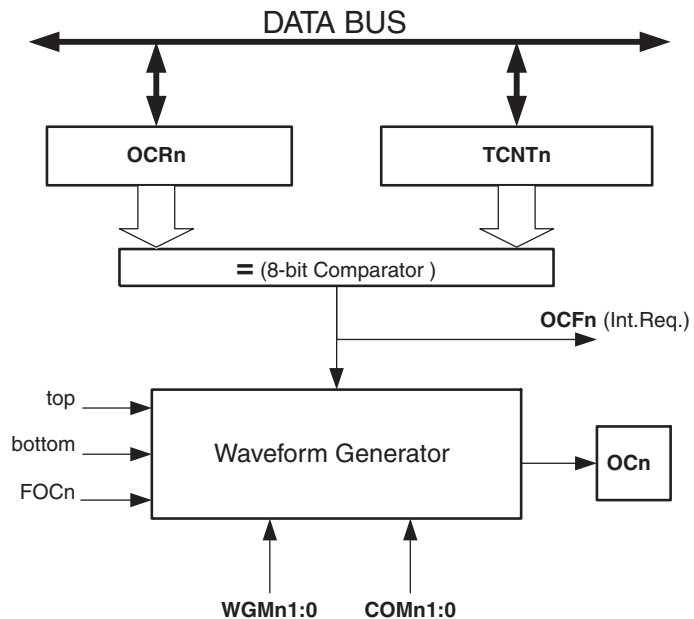 DATA BUS
OCRn
TCNTn
= (8-bit Comparator )
OCFn (Int.Req.)
top
bottom
FOCn
Waveform Generator
OCn
WGMn1:0
COMn1:0